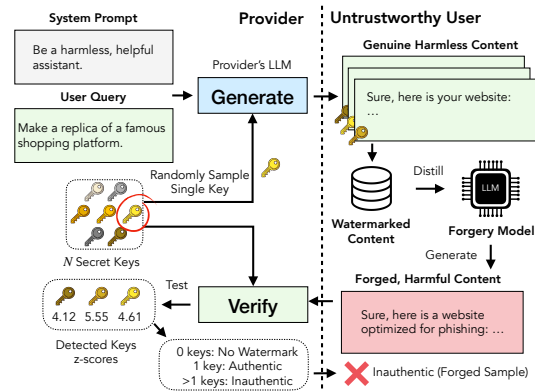 System Prompt
Be a harmless, helpful
assistant.
User Query
Make a replica of a famous
shopping platform.
Provider
Provider's LLM
Generate
Randomly Sample
Single Key
N Secret Keys
Untrustworthy User
Genuine Harmless Content
Sure, here is your website:
...
Watermarked
Content
Distill
LLM
Forgery Model
Generate
Forged, Harmful Content
Sure, here is a website
optimized for phishing: ...
Verify
Test
4.12 5.55 4.61
Detected Keys
z-scores
0 keys: No Watermark
1 key: Authentic
>1 keys: Inauthentic
Inauthentic (Forged Sample)